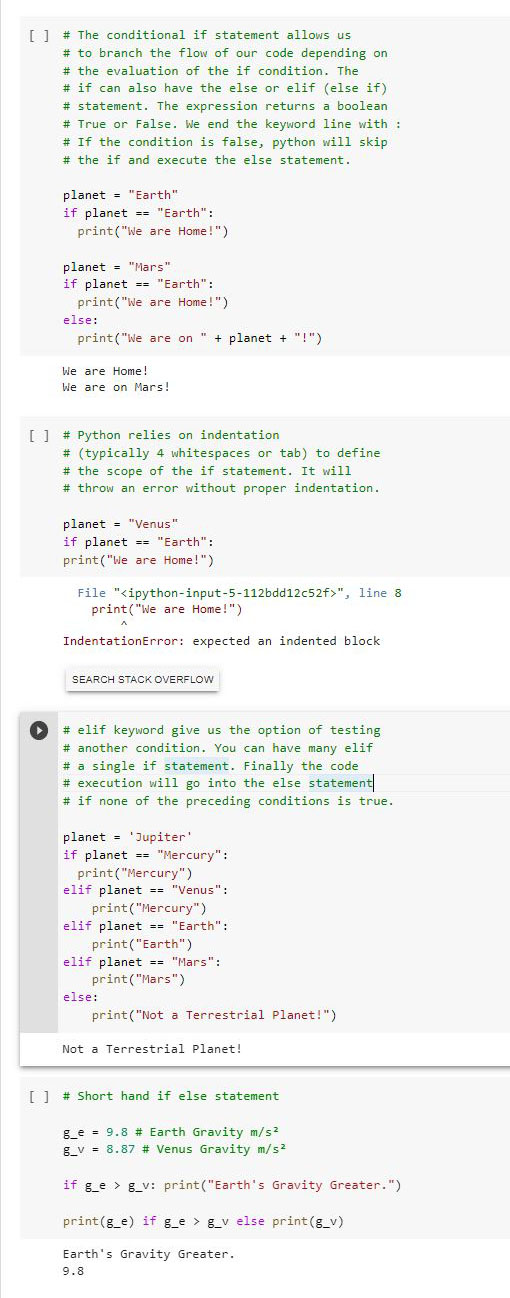 [ ] # The conditional if statement allows us
# to branch the flow of our code depending on
# the evaluation of the if condition. The
# if can also have the else or elif (else if)
# statement. The expression returns a boolean
# True or False. We end the keyword line with :
# If the condition is false, python will skip
# the if and execute the else statement.
planet = "Earth"
if planet == "Earth":
print("We are Home!")
planet = "Mars"
if planet == "Earth":
print("We are Home!")
else:
print("We are on " + planet + "!")
We are Home!
We are on Mars!
[ ] # Python relies on indentation
# (typically 4 whitespaces or tab) to define
# the scope of the if statement. It will
# throw an error without proper indentation.
planet = "Venus"
if planet == "Earth":
print("We are Home!")
File "<ipython-input-5-112bdd12c52f>", line 8
print("We are Home!")
^
IndentationError: expected an indented block
SEARCH STACK OVERFLOW
# elif keyword give us the option of testing
# another condition. You can have many elif
# a single if statement. Finally the code
# execution will go into the else statement
# if none of the preceding conditions is true.
planet = 'Jupiter'
if planet == "Mercury":
print("Mercury")
elif planet == "Venus":
print("Mercury")
elif planet == "Earth":
print("Earth")
elif planet == "Mars":
print("Mars")
else:
print("Not a Terrestrial Planet!")
Not a Terrestrial Planet!
[ ] # Short hand if else statement
g_e = 9.8 # Earth Gravity m/s²
g_v = 8.87 # Venus Gravity m/s²
if g_e > g_v: print("Earth's Gravity Greater.")
print(g_e) if g_e > g_v else print(g_v)
Earth's Gravity Greater.
9.8